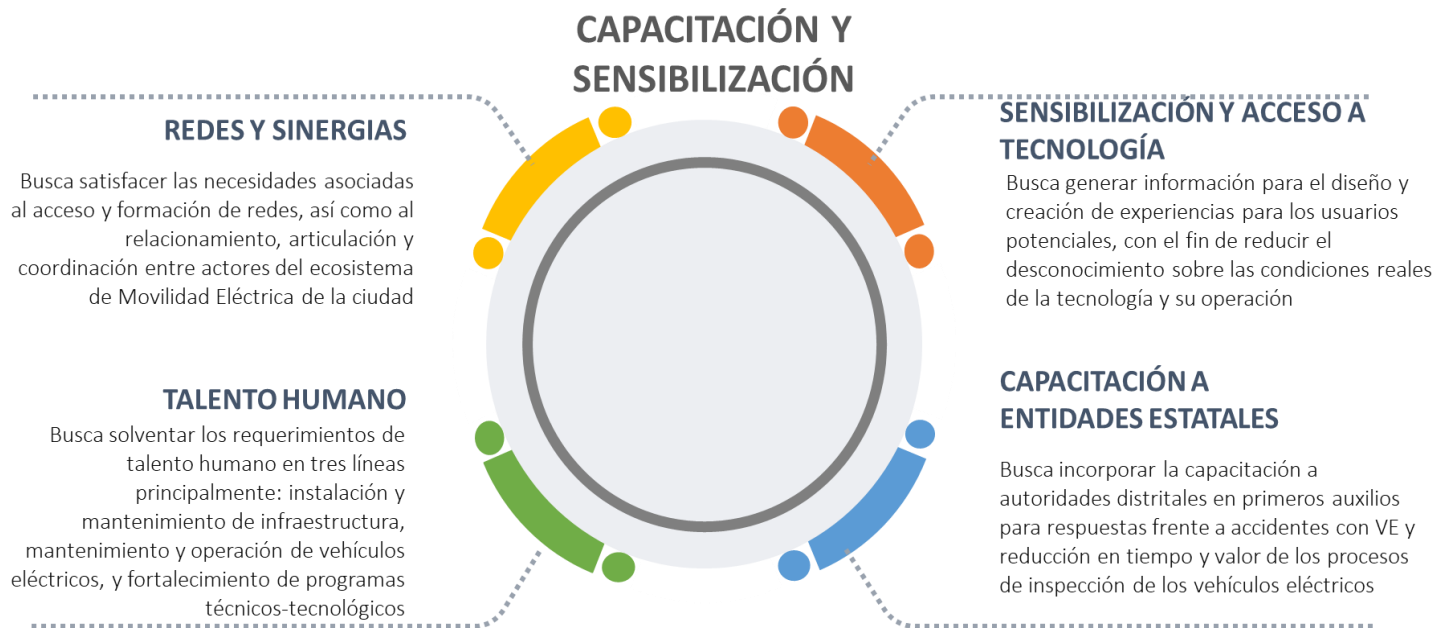 CAPACITACIÓN Y
SENSIBILIZACIÓN
REDES Y SINERGIAS
Busca satisfacer las necesidades asociadas
al acceso y formación de redes, así como al
relacionamiento, articulación y
coordinación entre actores del ecosistema
de Movilidad Eléctrica de la ciudad
SENSIBILIZACIÓN Y ACCESO A
TECNOLOGÍA
Busca generar información para el diseño y
creación de experiencias para los usuarios
potenciales, con el fin de reducir el
desconocimiento sobre las condiciones reales
de la tecnología y su operación
TALENTO HUMANO
Busca solventar los requerimientos de
talento humano en tres líneas
principalmente: instalación y
mantenimiento de infraestructura,
mantenimiento y operación de vehículos
eléctricos, y fortalecimiento de programas
técnicos-tecnológicos
CAPACITACIÓN A
ENTIDADES ESTATALES
Busca incorporar la capacitación a
autoridades distritales en primeros auxilios
para respuestas frente a accidentes con VE y
reducción en tiempo y valor de los procesos
de inspección de los vehículos eléctricos